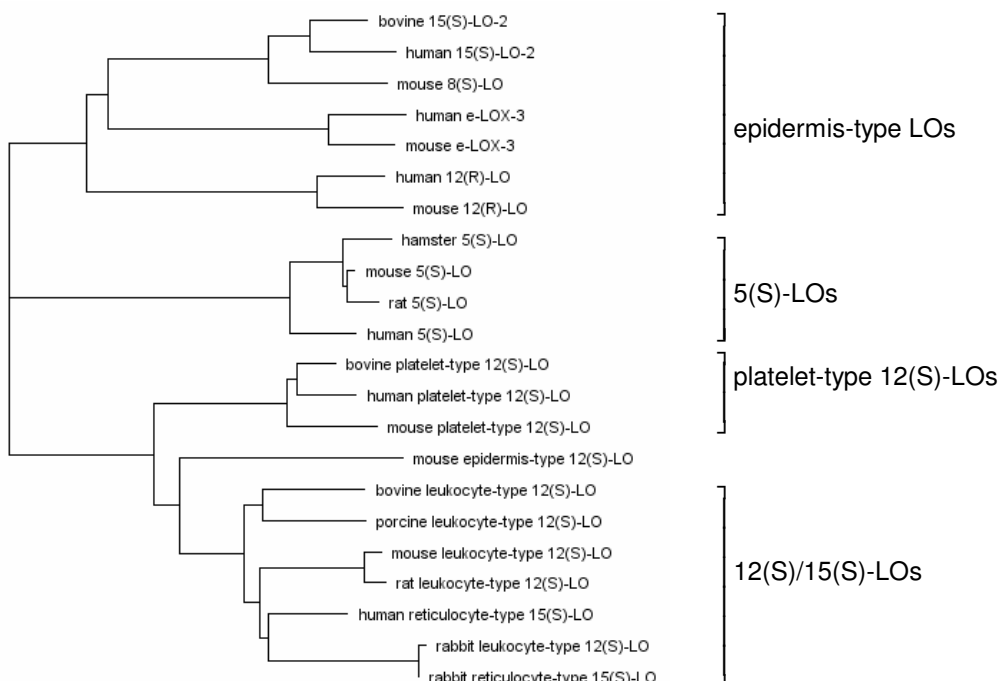 bovine 15(S)-LO-2
human 15(S)-LO-2
mouse 8(S)-LO
human e-LOX-3
mouse e-LOX-3
human 12(R)-LO
mouse 12(R)-LO
epidermis-type LOs
hamster 5(S)-LO
mouse 5(S)-LO
rat 5(S)-LO
human 5(S)-LO
5(S)-LOs
bovine platelet-type 12(S)-LO
human platelet-type 12(S)-LO
mouse platelet-type 12(S)-LO
platelet-type 12(S)-LOs
mouse epidermis-type 12(S)-LO
bovine leukocyte-type 12(S)-LO
porcine leukocyte-type 12(S)-LO
mouse leukocyte-type 12(S)-LO
rat leukocyte-type 12(S)-LO
human reticulocyte-type 15(S)-LO
rabbit leukocyte-type 12(S)-LO
rabbit reticulocyte-type 15(S)-LO
12(S)/15(S)-LOs